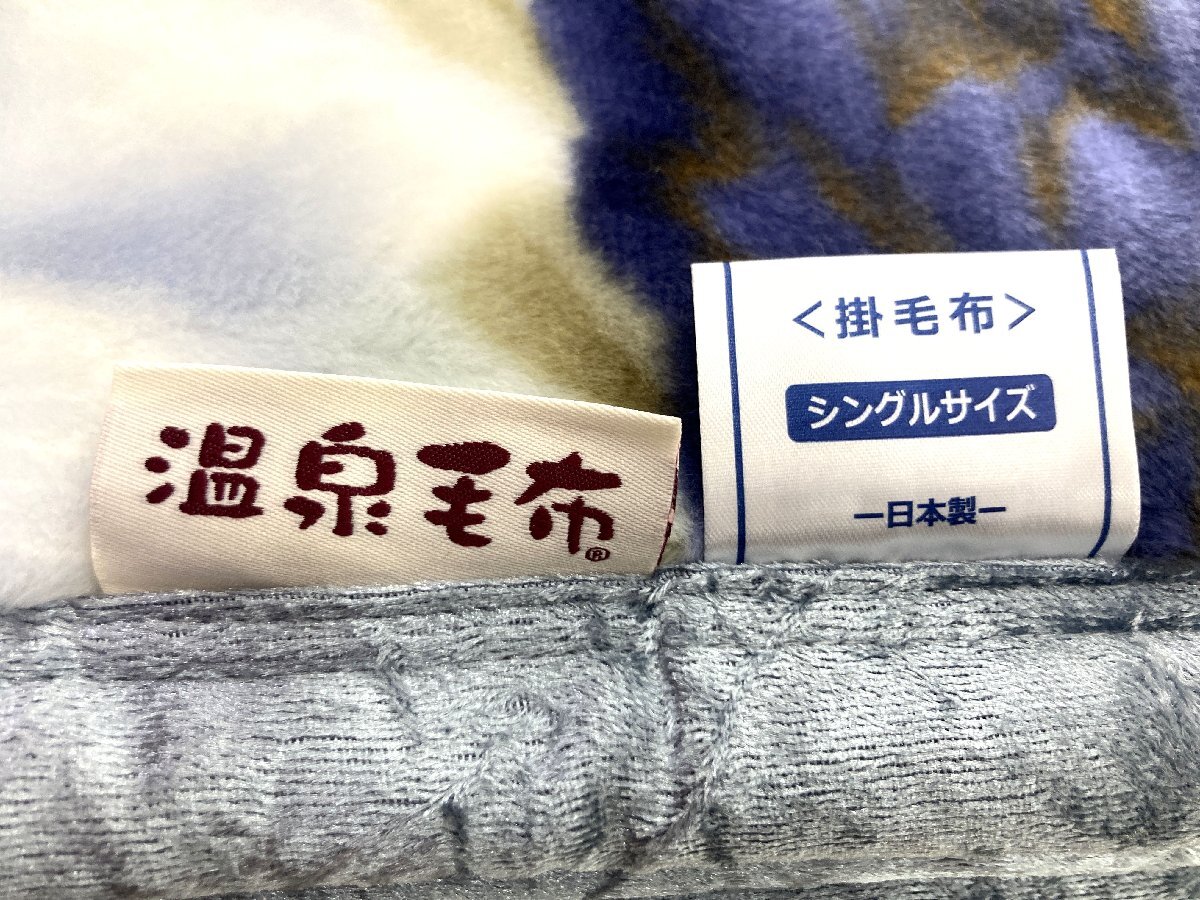 温泉毛布®
＜掛毛布＞
シングルサイズ
ー日本製ー